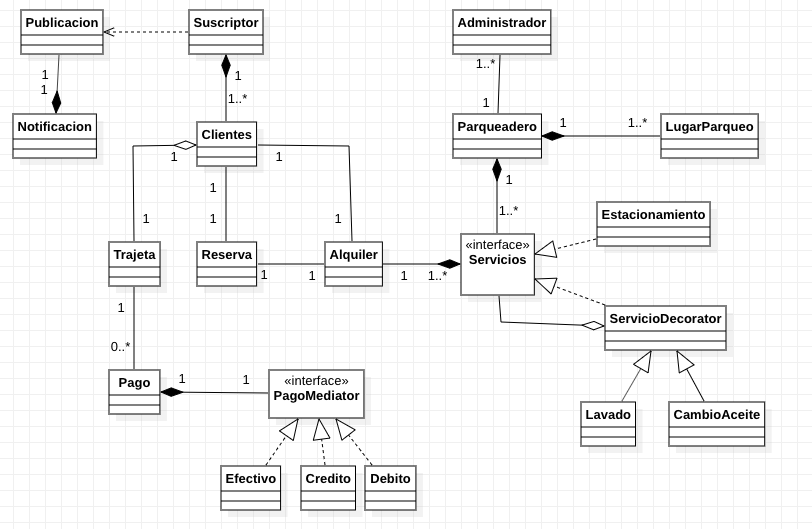 Publicacion
Suscriptor
Administrador
1
1
1
1..*
1..*
1
Notificacion
Clientes
Parqueadero
1
1..*
LugarParqueo
1
1
1
1
1
1
1
1..*
Estacionamiento
Trajeta
Reserva
1
1
Alquiler
1
1..*
«interface»
Servicios
1
0..*
ServicioDecorator
Pago
1
1
«interface»
PagoMediator
Lavado
CambioAceite
Efectivo
Credito
Debito